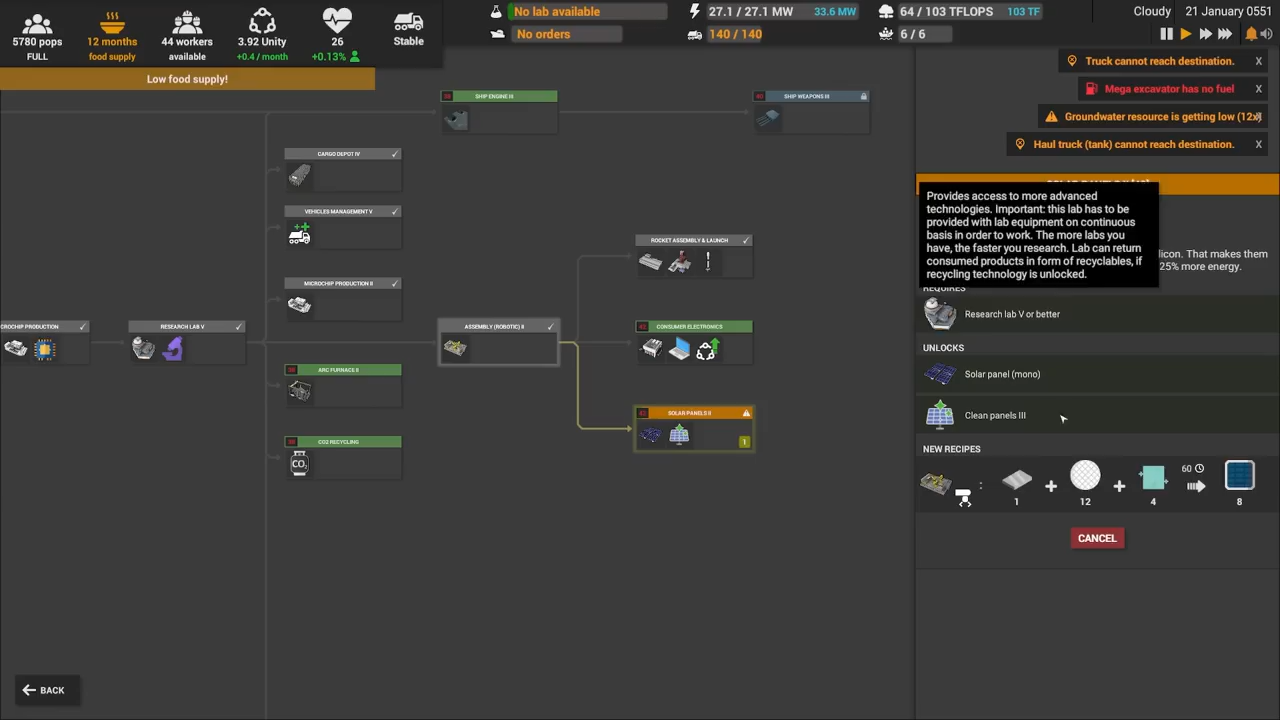 5780 pops
FULL
12 months
food supply
44 workers
available
3.92 Unity
+0.4 / month
26
+0.13%
Stable
No lab available
No orders
27.1 / 27.1 MW
33.6 MW
140 / 140
64 / 103 TFLOPS
103 TF
6 / 6
Cloudy
21 January 0551
Low food supply!
Truck cannot reach destination.
X
Mega excavator has no fuel
X
Groundwater resource is getting low (12x)
X
Haul truck (tank) cannot reach destination.
X
SHIP ENGINE III
SHIP WEAPONS III
CARGO DEPOT IV
VEHICLES MANAGEMENT V
MICROCHIP PRODUCTION II
ROCKET ASSEMBLY & LAUNCH
OCHIP PRODUCTION
RESEARCH LAB V
ASSEMBLY (ROBOTIC) II
CONSUMER ELECTRONICS
ARC FURNACE II
SOLAR PANELS II
1
CO2 RECYCLING
CO2
Provides access to more advanced
technologies. Important: this lab has to be
provided with lab equipment on continuous
basis in order to work. The more labs you
have, the faster you research. Lab can return
consumed products in form of recyclables, if
recycling technology is unlocked.
licon. That makes them
25% more energy.
REQUIRES
Research lab V or better
UNLOCKS
Solar panel (mono)
Clean panels III
NEW RECIPES
:
1
+
12
+
4
60
8
CANCEL
BACK